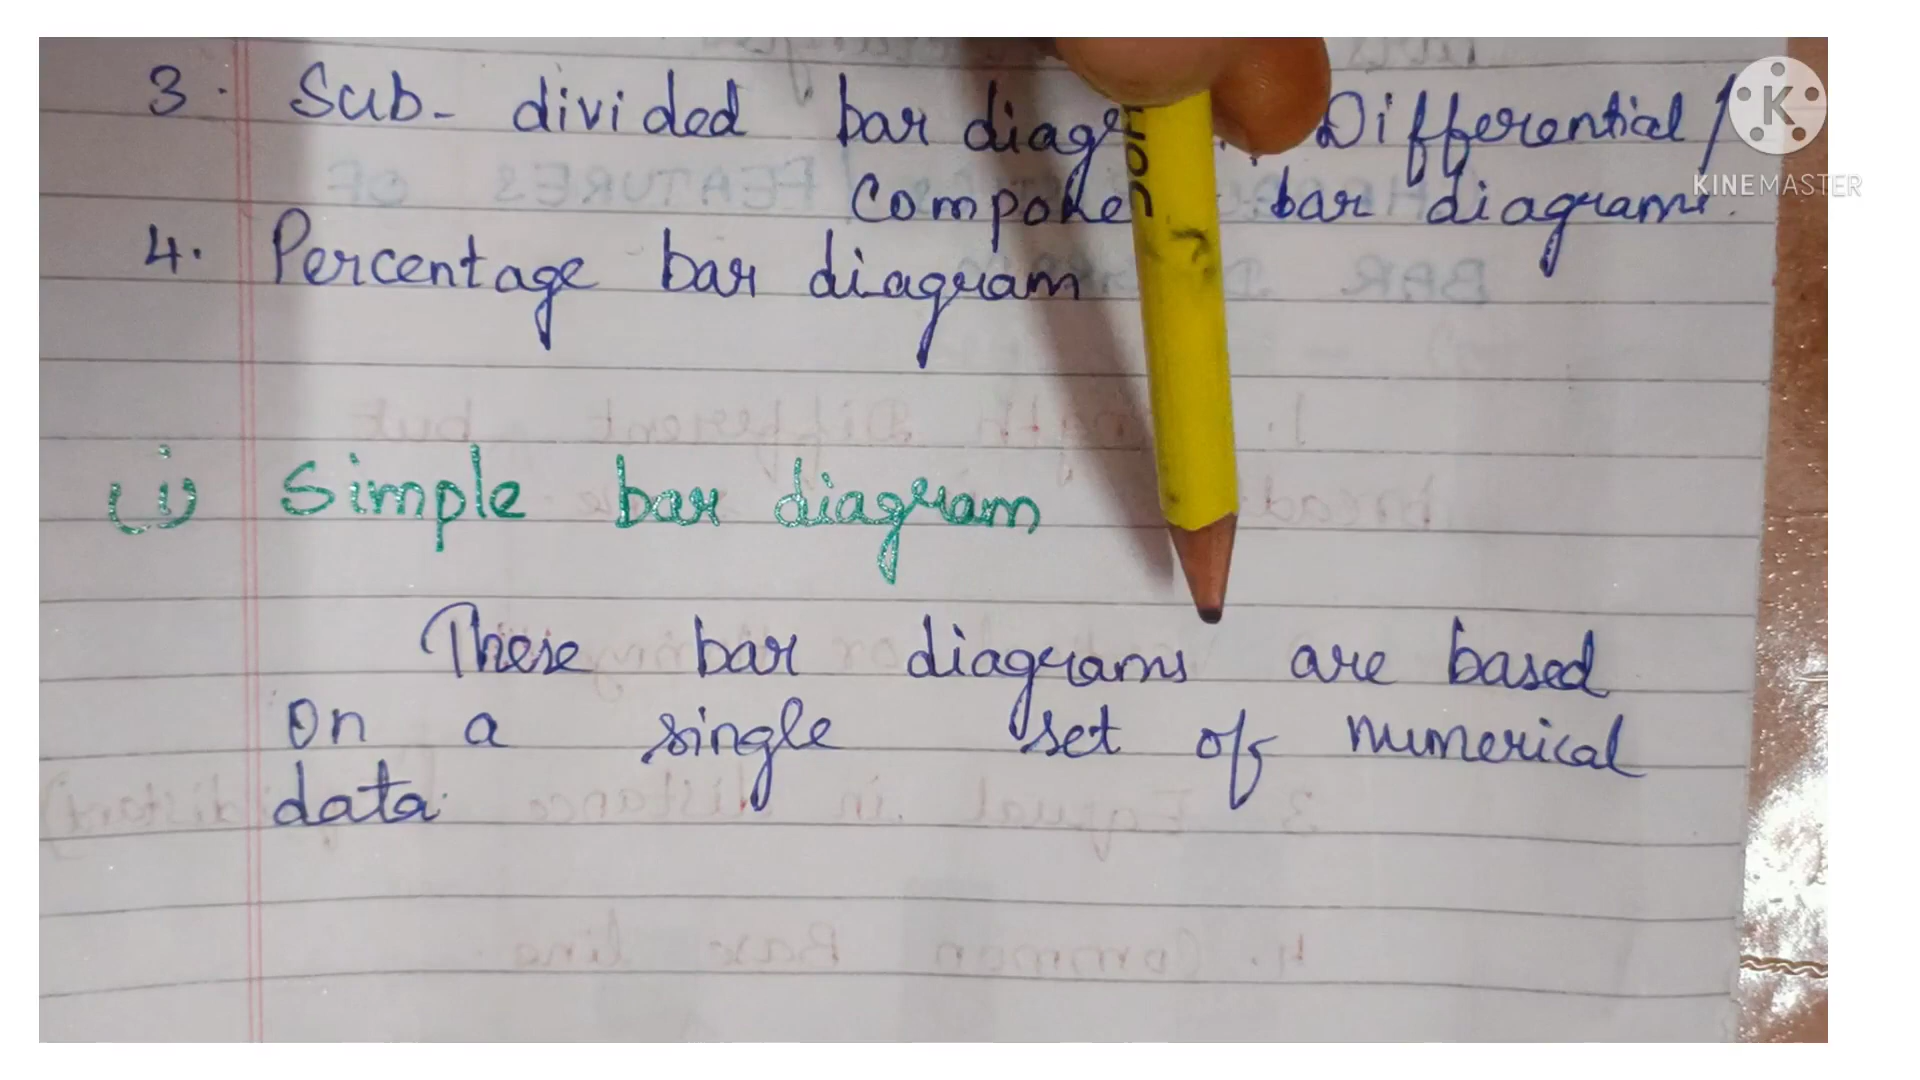 3. Sub- divided bar diag Differential/
Compone bar diagram.
4. Percentage bar diagram
(i) Simple bar diagram
These bar diagrams are based
on a single set of numerical
data.
K
KINEMASTER